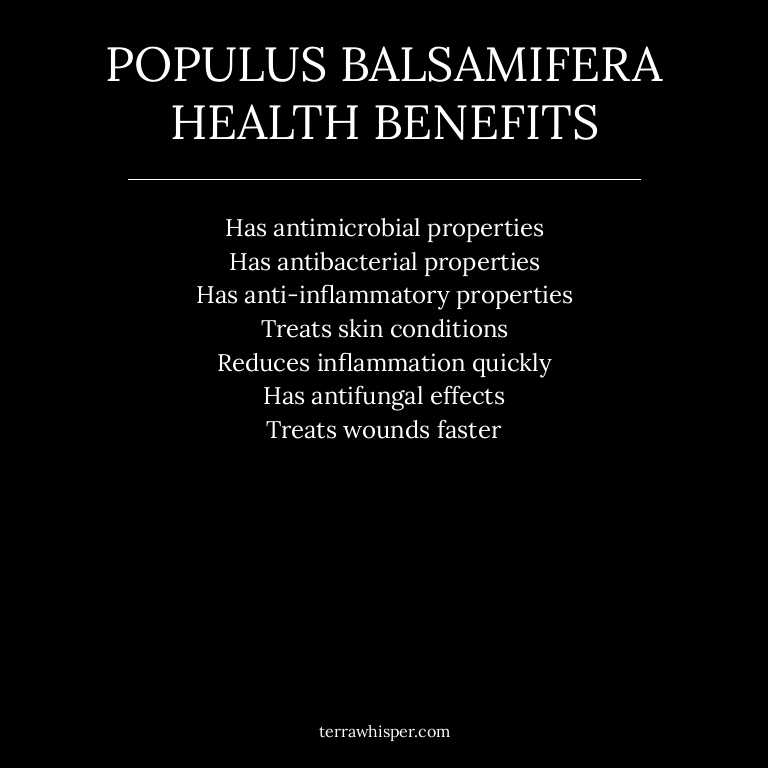 POPULUS BALSAMIFERA
HEALTH BENEFITS
Has antimicrobial properties
Has antibacterial properties
Has anti-inflammatory properties
Treats skin conditions
Reduces inflammation quickly
Has antifungal effects
Treats wounds faster
terrawhisper.com